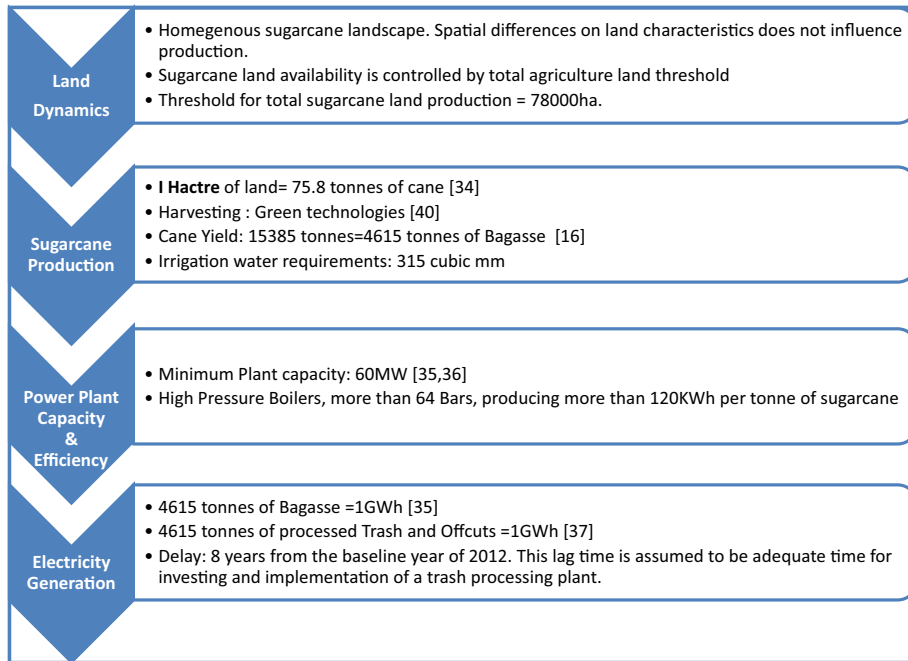 Land
Dynamics
• Homegenous sugarcane landscape. Spatial differences on land characteristics does not influence
production.
• Sugarcane land availability is controlled by total agriculture land threshold
• Threshold for total sugarcane land production = 78000ha.
Sugarcane
Production
• I Hactre of land= 75.8 tonnes of cane [34]
• Harvesting : Green technologies [40]
• Cane Yield: 15385 tonnes=4615 tonnes of Bagasse [16]
• Irrigation water requirements: 315 cubic mm
Power Plant
Capacity
&
Efficiency
• Minimum Plant capacity: 60MW [35,36]
• High Pressure Boilers, more than 64 Bars, producing more than 120KWh per tonne of sugarcane
Electricity
Generation
• 4615 tonnes of Bagasse =1GWh [35]
• 4615 tonnes of processed Trash and Offcuts =1GWh [37]
• Delay: 8 years from the baseline year of 2012. This lag time is assumed to be adequate time for
investing and implementation of a trash processing plant.